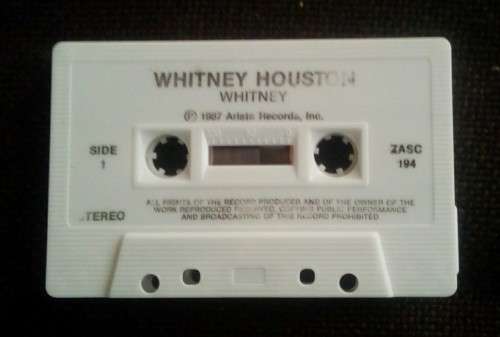 WHITNEY HOUSTON
WHITNEY
Ⓟ 1987 Arista Records, Inc.
SIDE
1
ZASC
194
ALL RIGHTS OF THE RECORD PRODUCER AND OF THE OWNER OF THE
WORK REPRODUCED RESERVED. COPYING PUBLIC PERFORMANCE
AND BROADCASTING OF THIS RECORD PROHIBITED
TEREO